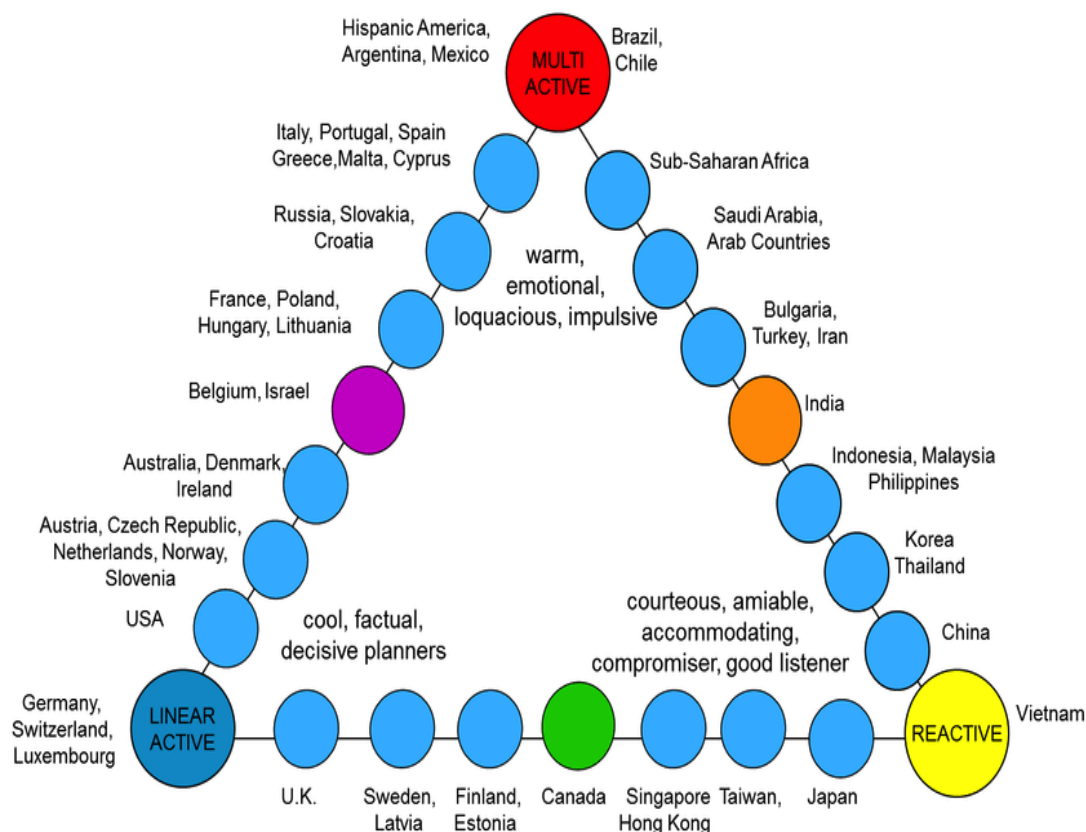 Hispanic America,
Argentina, Mexico
MULTI
ACTIVE
Brazil,
Chile
Italy, Portugal, Spain
Greece,Malta, Cyprus
Sub-Saharan Africa
Russia, Slovakia,
Croatia
Saudi Arabia,
Arab Countries
warm,
emotional,
loquacious, impulsive
France, Poland,
Hungary, Lithuania
Bulgaria,
Turkey, Iran
Belgium, Israel
India
Australia, Denmark,
Ireland
Indonesia, Malaysia
Philippines
Austria, Czech Republic,
Netherlands, Norway,
Slovenia
Korea
Thailand
USA
cool, factual,
decisive planners
courteous, amiable,
accommodating,
compromiser, good listener
China
Germany,
Switzerland,
Luxembourg
LINEAR
ACTIVE
REACTIVE
Vietnam
U.K.
Sweden,
Latvia
Finland,
Estonia
Canada
Singapore
Hong Kong
Taiwan,
Japan